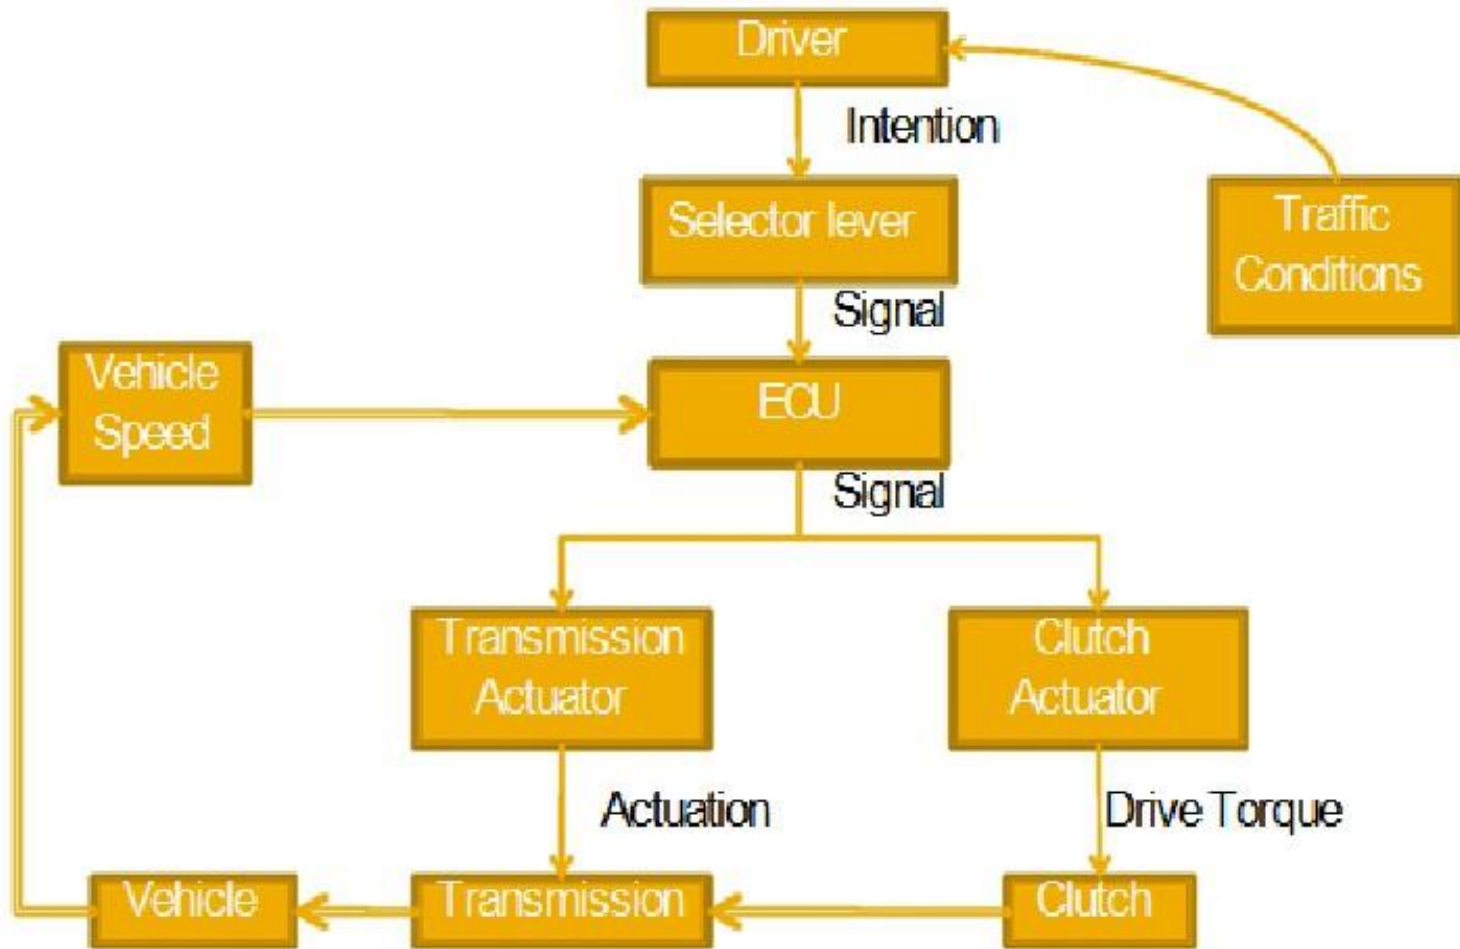 Driver
Intention
Selector lever
Traffic
Conditions
Signal
Vehicle
Speed
ECU
Signal
Transmission
Actuator
Clutch
Actuator
Actuation
Drive Torque
Vehicle
Transmission
Clutch